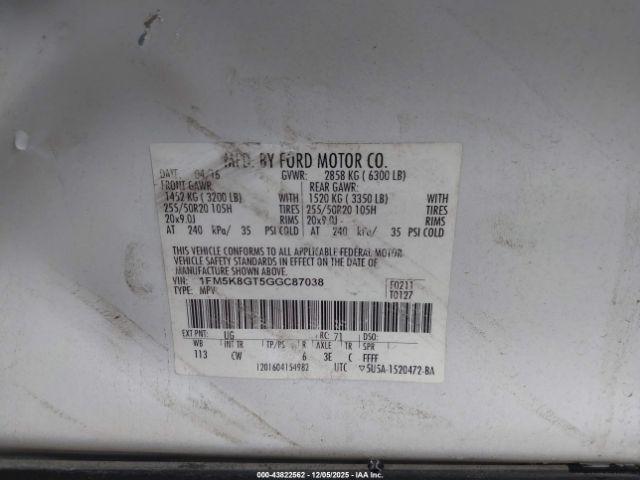 MFD. BY FORD MOTOR CO.
DATE: 04/16 GVWR: 2858 KG ( 6300 LB)
FRONT GAWR: REAR GAWR:
1452 KG ( 3200 LB) WITH 1520 KG ( 3350 LB) WITH
255/50R20 105H TIRES 255/50R20 105H TIRES
20x9.0J RIMS 20x9.0J RIMS
AT 240 kPa/ 35 PSI COLD AT 240 kPa/ 35 PSI COLD
THIS VEHICLE CONFORMS TO ALL APPLICABLE FEDERAL MOTOR
VEHICLE SAFETY STANDARDS IN EFFECT ON THE DATE OF
MANUFACTURE SHOWN ABOVE.
VIN: 1FM5K8GT5GGC87038 F0211
TYPE: MPV T0127
EXT PNT: UG RC: 71 DSO:
WB INT TR TP/PS R AXLE TR SPR
113 CW 6 3E C FFFF
1201604154982 UTC ▽5U5A-1520472-BA
000-43822562 - 12/05/2025 - IAAI.COM